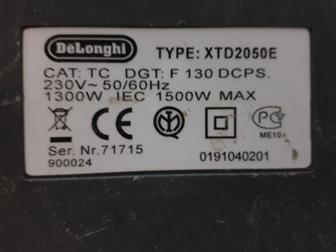 DeLonghi
TYPE: XTD2050E
CAT: TC DGT: F 130 DCPS.
230V~ 50/60Hz
1300W IEC 1500W MAX
Ser. Nr.71715
900024
0191040201
ME10